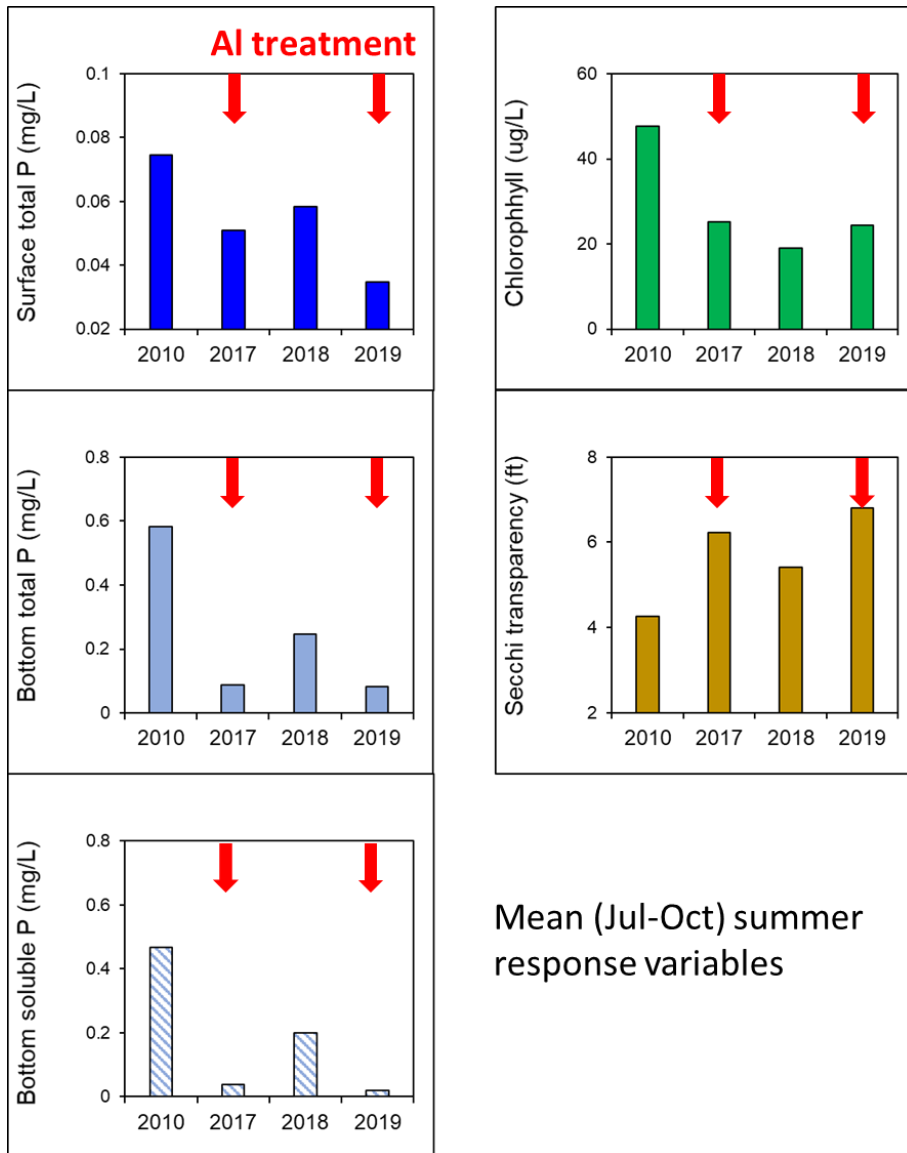 Al treatment
Surface total P (mg/L)
0.1
0.08
0.06
0.04
0.02
2010 2017 2018 2019
Chlorophhyll (ug/L)
60
40
20
0
2010 2017 2018 2019
Bottom total P (mg/L)
0.8
0.6
0.4
0.2
0
2010 2017 2018 2019
Secchi transparency (ft)
8
6
4
2
2010 2017 2018 2019
Bottom soluble P (mg/L)
0.8
0.6
0.4
0.2
0
2010 2017 2018 2019
Mean (Jul-Oct) summer
response variables